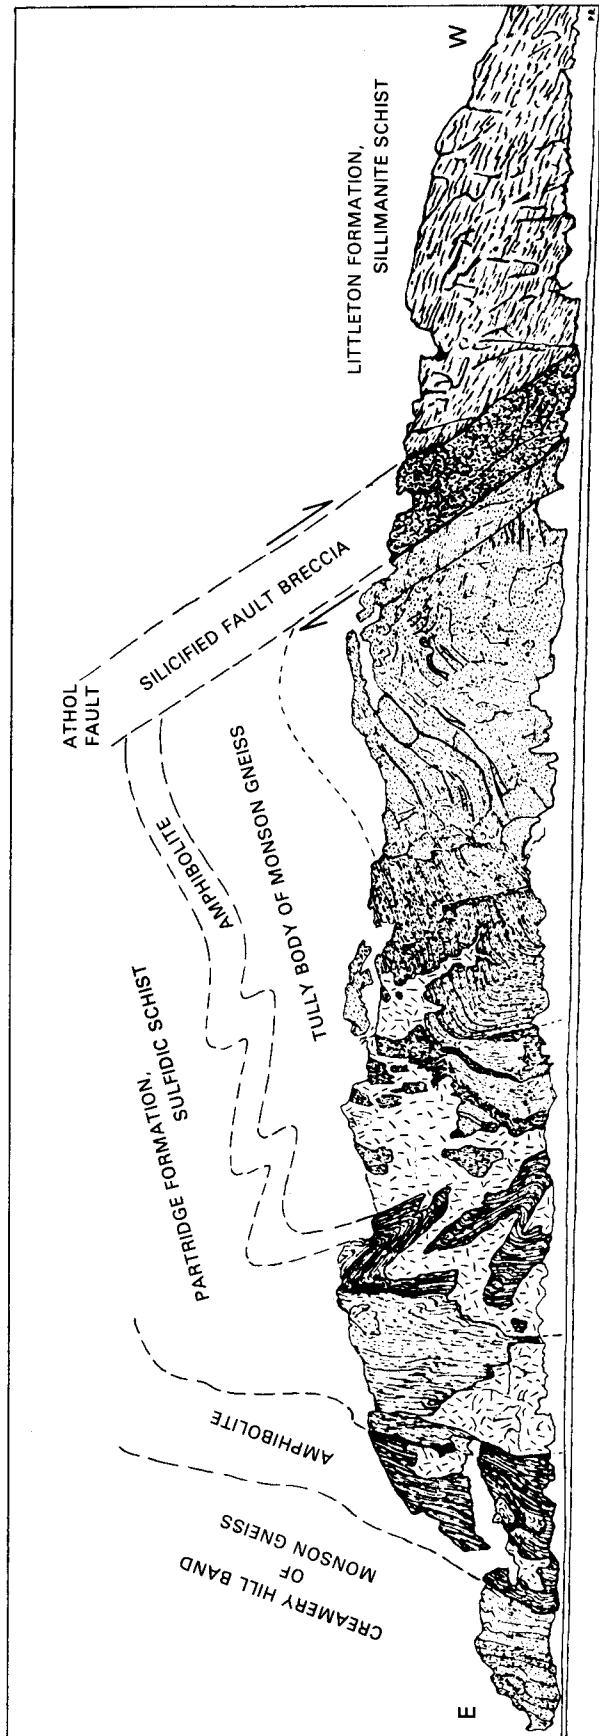 E
CREAMERY HILL BAND
OF
MONSON GNEISS
AMPHIBOLITE
PARTRIDGE FORMATION,
SULFIDIC SCHIST
AMPHIBOLITE
TULLY BODY OF MONSON GNEISS
ATHOL
FAULT
SILICIFIED FAULT BRECCIA
LITTLETON FORMATION,
SILLIMANITE SCHIST
W
P.R.